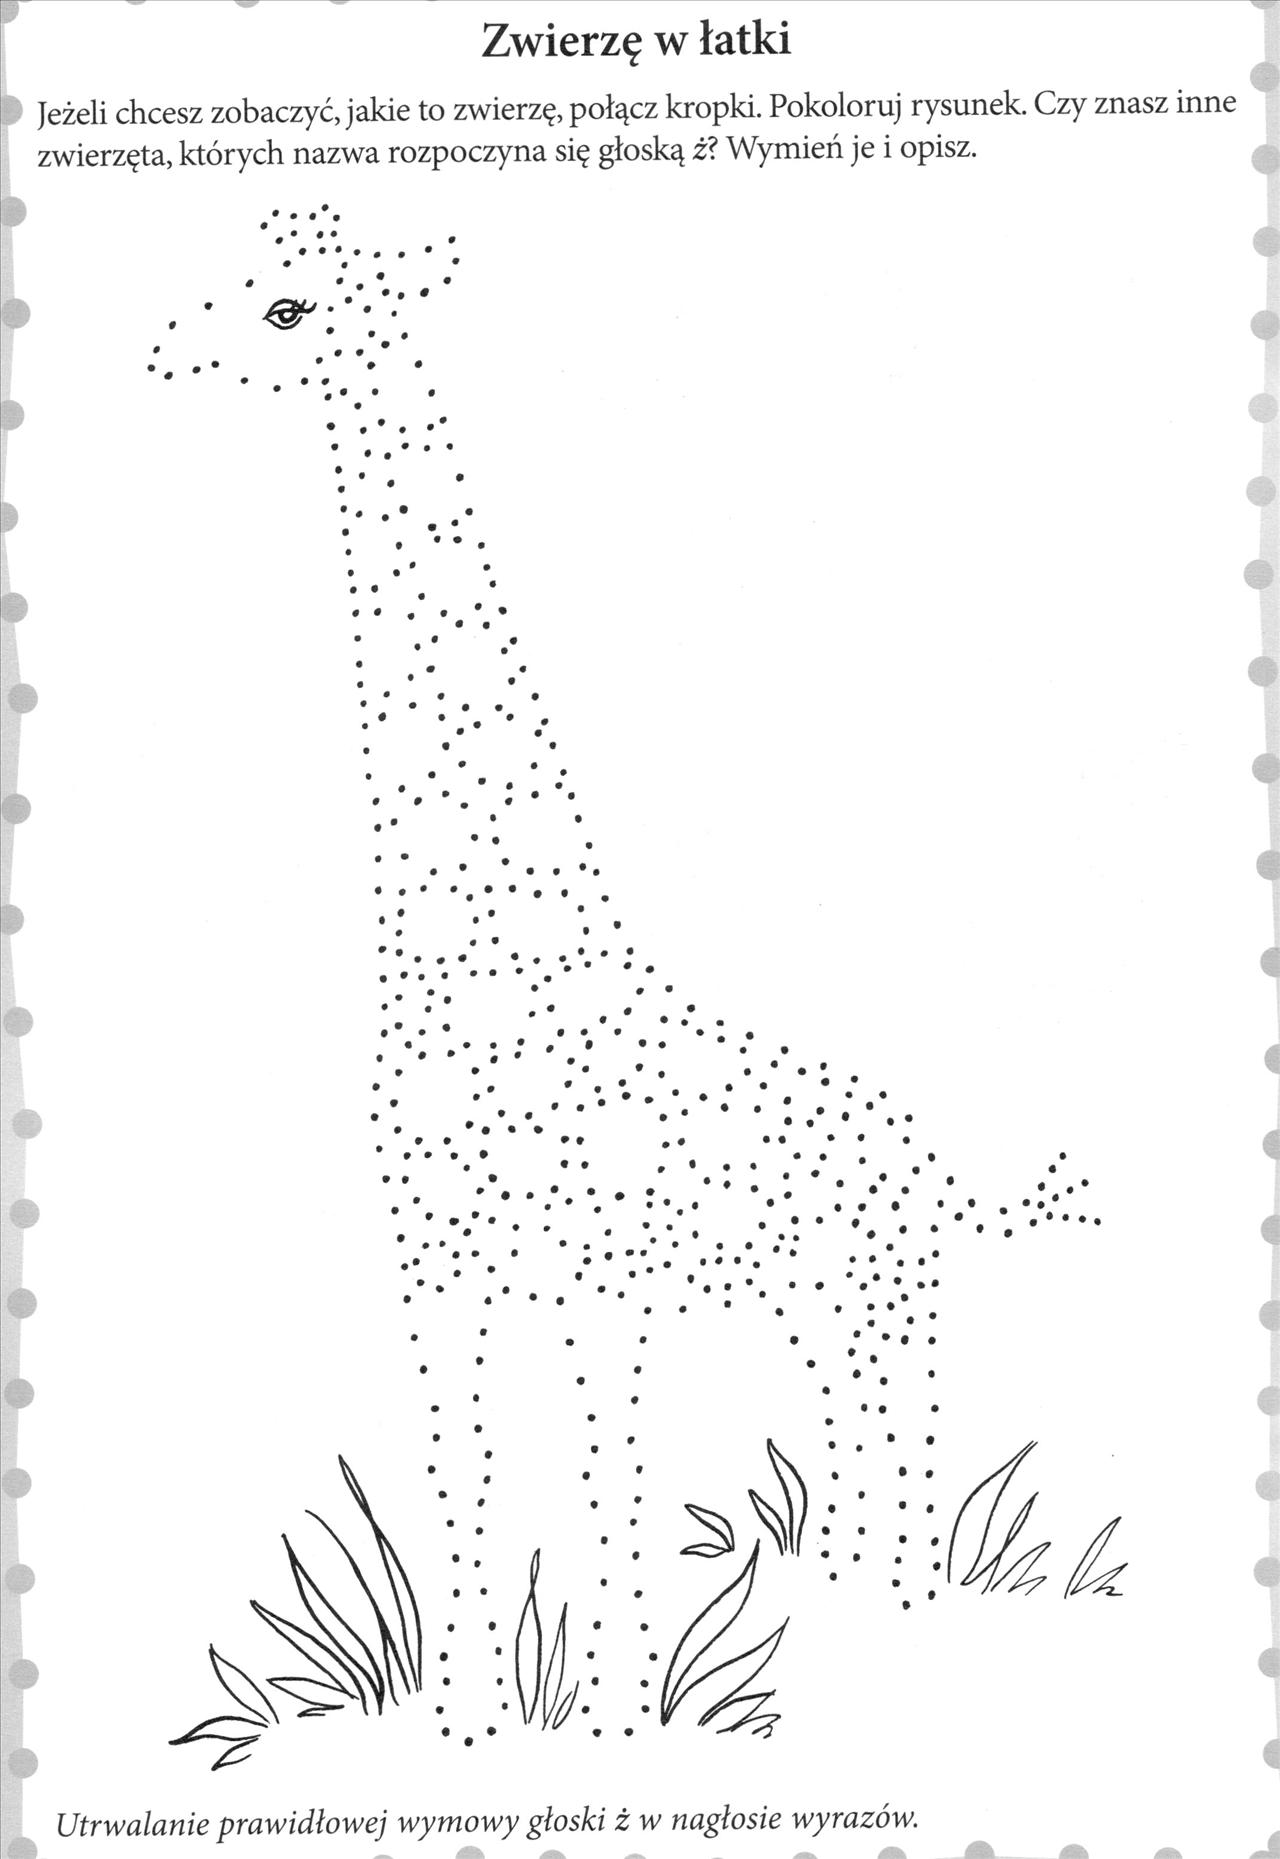 Zwierzę w łatki
Jeżeli chcesz zobaczyć, jakie to zwierzę, połącz kropki. Pokoloruj rysunek. Czy znasz inne
zwierzęta, których nazwa rozpoczyna się głoską ż? Wymień je i opisz.
Utrwalanie prawidłowej wymowy głoski ż w nagłosie wyrazów.